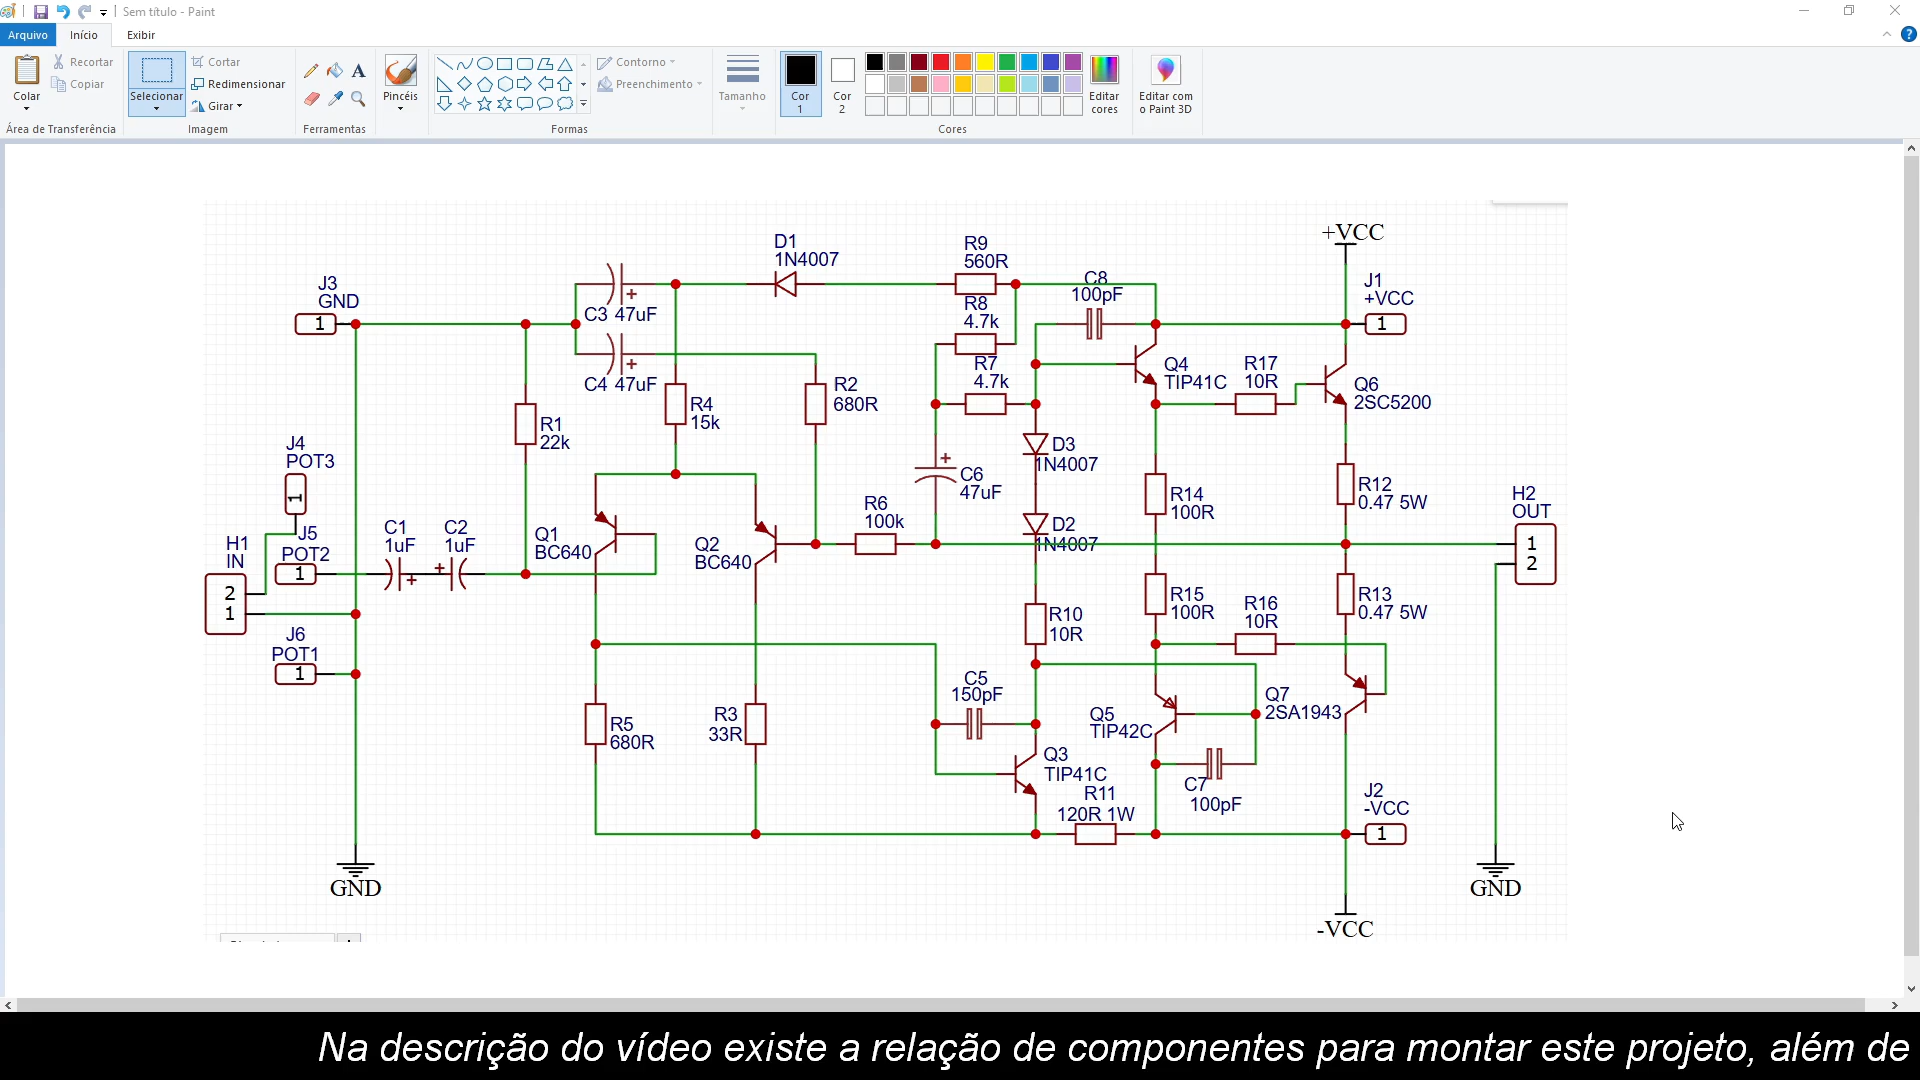 Sem título - Paint
Arquivo
Início
Exibir
Colar
Recortar
Copiar
Área de Transferência
Selecionar
Cortar
Redimensionar
Girar
Imagem
A
Ferramentas
Pincéis
Contorno
Preenchimento
Formas
Tamanho
Cor
1
Cor
2
Cores
Editar
cores
Editar com
o Paint 3D
+VCC
D1
1N4007
R9
560R
C8
100pF
J1
+VCC
1
J3
GND
1
C3 47uF
R8
4.7k
C4 47uF
R7
4.7k
Q4
TIP41C
R17
10R
Q6
2SC5200
R2
680R
R4
15k
R1
22k
J4
POT3
1
D3
1N4007
C6
47uF
R12
0.47 5W
H2
OUT
1
2
R14
100R
R6
100k
D2
1N4007
C1
1uF
C2
1uF
Q1
BC640
Q2
BC640
J5
POT2
1
H1
IN
2
1
R15
100R
R16
10R
R13
0.47 5W
R10
10R
J6
POT1
1
C5
150pF
Q7
2SA1943
Q5
TIP42C
R5
680R
R3
33R
Q3
TIP41C
C7
100pF
R11
120R 1W
J2
-VCC
1
GND
GND
-VCC
Na descrição do vídeo existe a relação de componentes para montar este projeto, além de